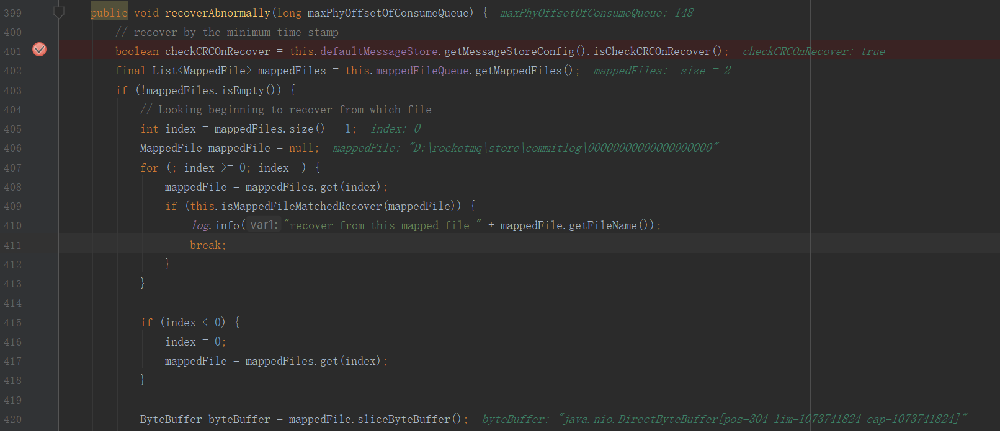 399 public void recoverAbnormally(long maxPhyOffsetOfConsumeQueue) { maxPhyOffsetOfConsumeQueue: 148
400 // recover by the minimum time stamp
401 boolean checkCRCOnRecover = this.defaultMessageStore.getMessageStoreConfig().isCheckCRCOnRecover(); checkCRCOnRecover: true
402 final List<MappedFile> mappedFiles = this.mappedFileQueue.getMappedFiles(); mappedFiles: size = 2
403 if (!mappedFiles.isEmpty()) {
404 // Looking beginning to recover from which file
405 int index = mappedFiles.size() - 1; index: 0
406 MappedFile mappedFile = null; mappedFile: "D:\rocketmq\store\commitlog\00000000000000000000"
407 for (; index >= 0; index--) {
408 mappedFile = mappedFiles.get(index);
409 if (this.isMappedFileMatchedRecover(mappedFile)) {
410 log.info( var1: "recover from this mapped file " + mappedFile.getFileName());
411 break;
412 }
413 }
414
415 if (index < 0) {
416 index = 0;
417 mappedFile = mappedFiles.get(index);
418 }
419
420 ByteBuffer byteBuffer = mappedFile.sliceByteBuffer(); byteBuffer: "java.nio.DirectByteBuffer[pos=304 lim=1073741824 cap=1073741824]"